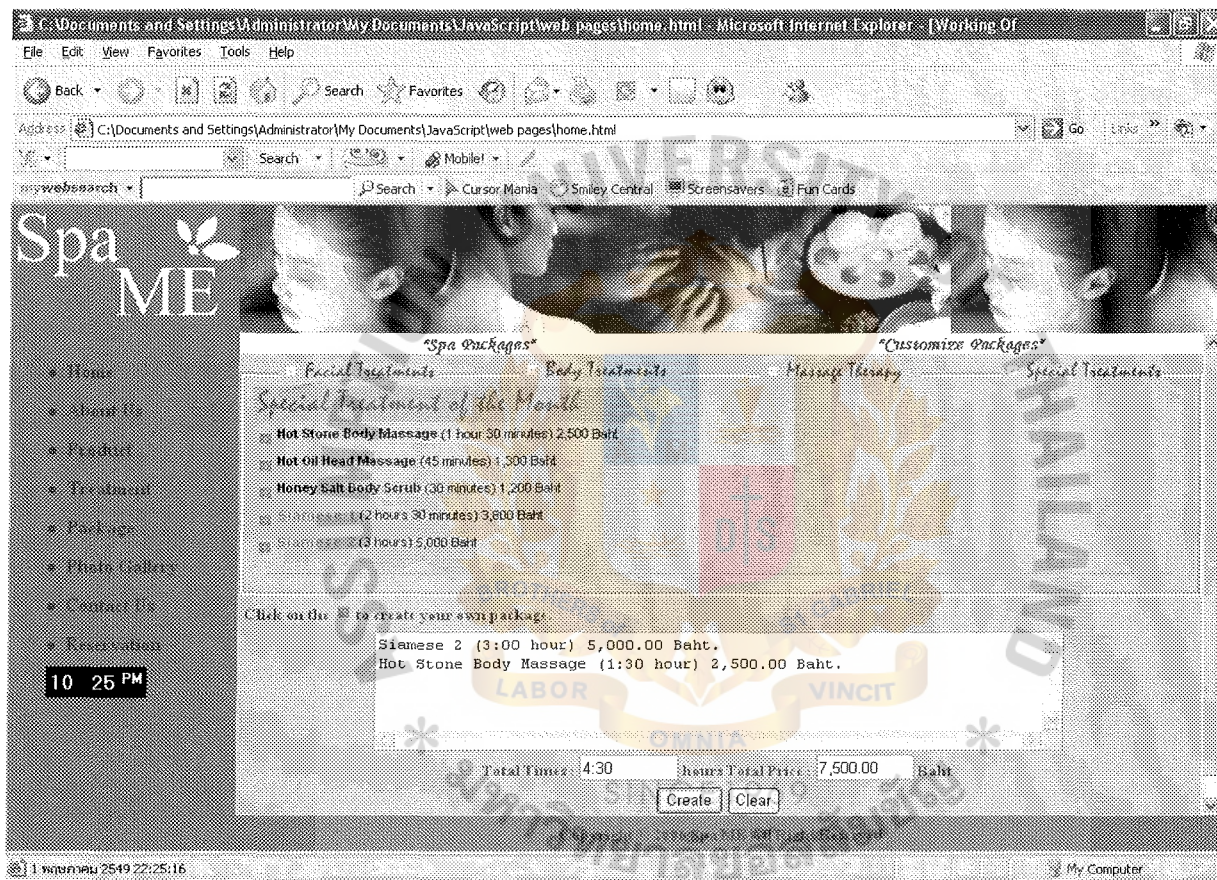 C:\Documents and Settings\Administrator\My Documents\JavaScript\web pages\home.html - Microsoft Internet Explorer - [Working Of
File Edit View Favorites Tools Help
Back Search Favorites
Address C:\Documents and Settings\Administrator\My Documents\JavaScript\web pages\home.html Go Links
Search Mobile!
mywebsearch Search Cursor Mania Smiley Central Screensavers Fun Cards
Spa
ME
*Spa Packages* *Customize Packages*
Facial Treatments Body Treatments Massage Therapy Special Treatments
Special Treatment of the Month
Hot Stone Body Massage (1 hour 30 minutes) 2,500 Baht
Hot Oil Head Massage (45 minutes) 1,300 Baht
Honey Salt Body Scrub (30 minutes) 1,200 Baht
Siamese 1 (2 hours 30 minutes) 3,800 Baht
Siamese 2 (3 hours) 5,000 Baht
Home
About Us
Product
Treatment
Package
Photo Gallery
Contact Us
Reservation
10 25 PM
Click on the to create your own package.
Siamese 2 (3:00 hour) 5,000.00 Baht.
Hot Stone Body Massage (1:30 hour) 2,500.00 Baht.
Total Times : 4:30 hours Total Price : 7,500.00 Baht
Create Clear
1 พฤษภาคม 2549 22:25:16 My Computer
LABOR
OMNIA
VINCIT